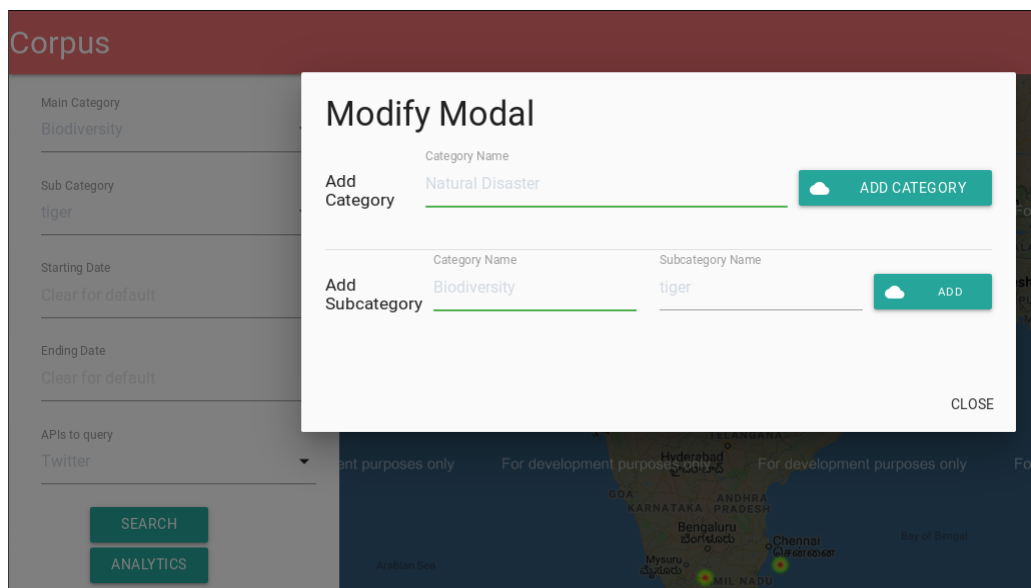 Corpus
Main Category
Biodiversity
Sub Category
tiger
Starting Date
Clear for default
Ending Date
Clear for default
APIs to query
Twitter
SEARCH
ANALYTICS
Modify Modal
Category Name
Add
Category
Natural Disaster
ADD CATEGORY
Category Name
Subcategory Name
Add
Subcategory
Biodiversity
tiger
ADD
CLOSE
TELANGANA
Hyderabad
ent purposes only
For development purposes only
For development purposes only
Fo
GOA
KARNATAKA
ANDHRA
PRADESH
Bengaluru
ಬೆಂಗಳೂರು
Chennai
சென்னை
Bay of Bengal
Mysuru
ಮೈಸೂರು
Arabian Sea
MIL NADU